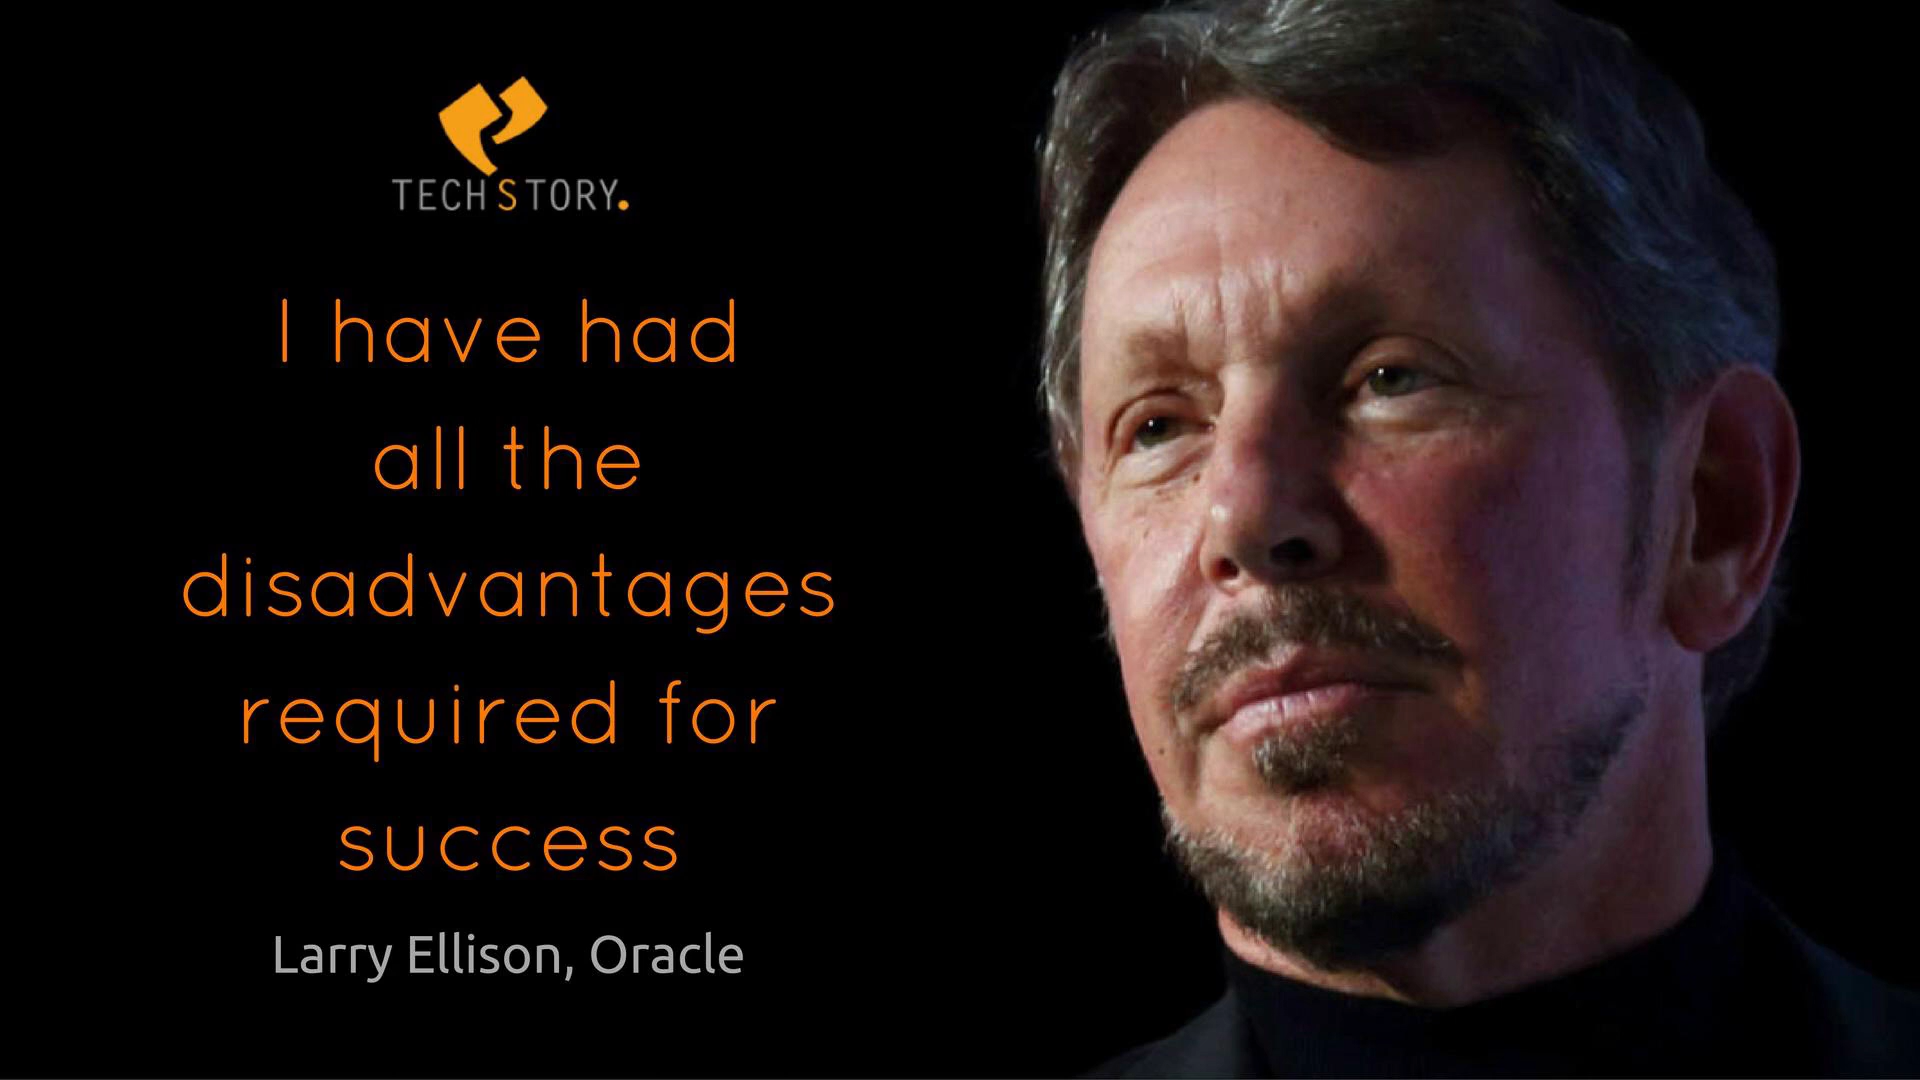 TECHSTORY.
I have had
all the
disadvantages
required for
success
Larry Ellison, Oracle